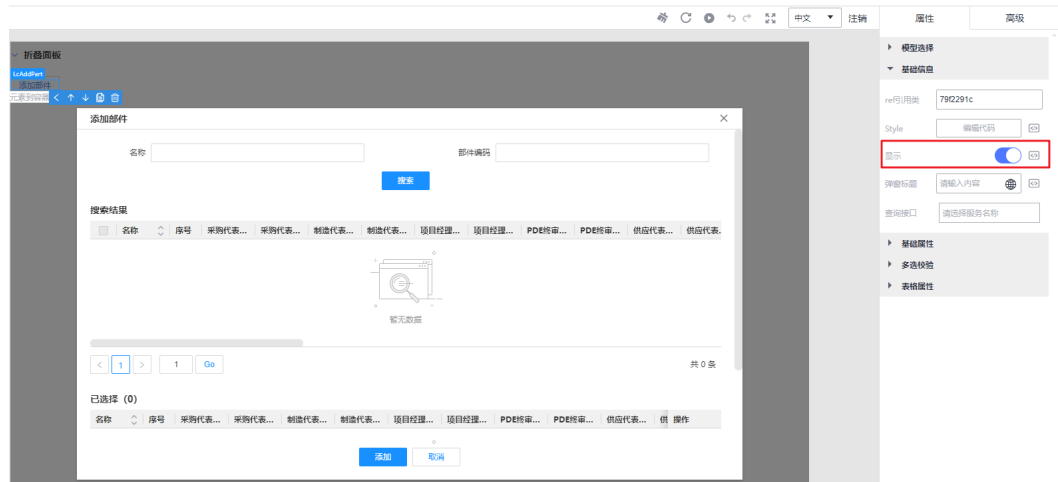 中文 注销 属性 高级
折叠面板
LcAddPart
添加部件
元素到容器
添加部件
名称 部件编码
搜索
搜索结果
名称 序号 采购代表... 采购代表... 制造代表... 制造代表... 项目经理... 项目经理... PDE终审... PDE终审... 供应代表... 供应代表.
暂无数据
< 1 > 1 Go 共 0 条
已选择 (0)
名称 序号 采购代表... 采购代表... 制造代表... 制造代表... 项目经理... 项目经理... PDE终审... PDE终审... 供应代表... 供 操作
添加 取消
模型选择
基础信息
ref引用类 79f2291c
Style 编辑代码
显示
弹窗标题 请输入内容
查询接口 请选择服务名称
基础属性
多选校验
表格属性